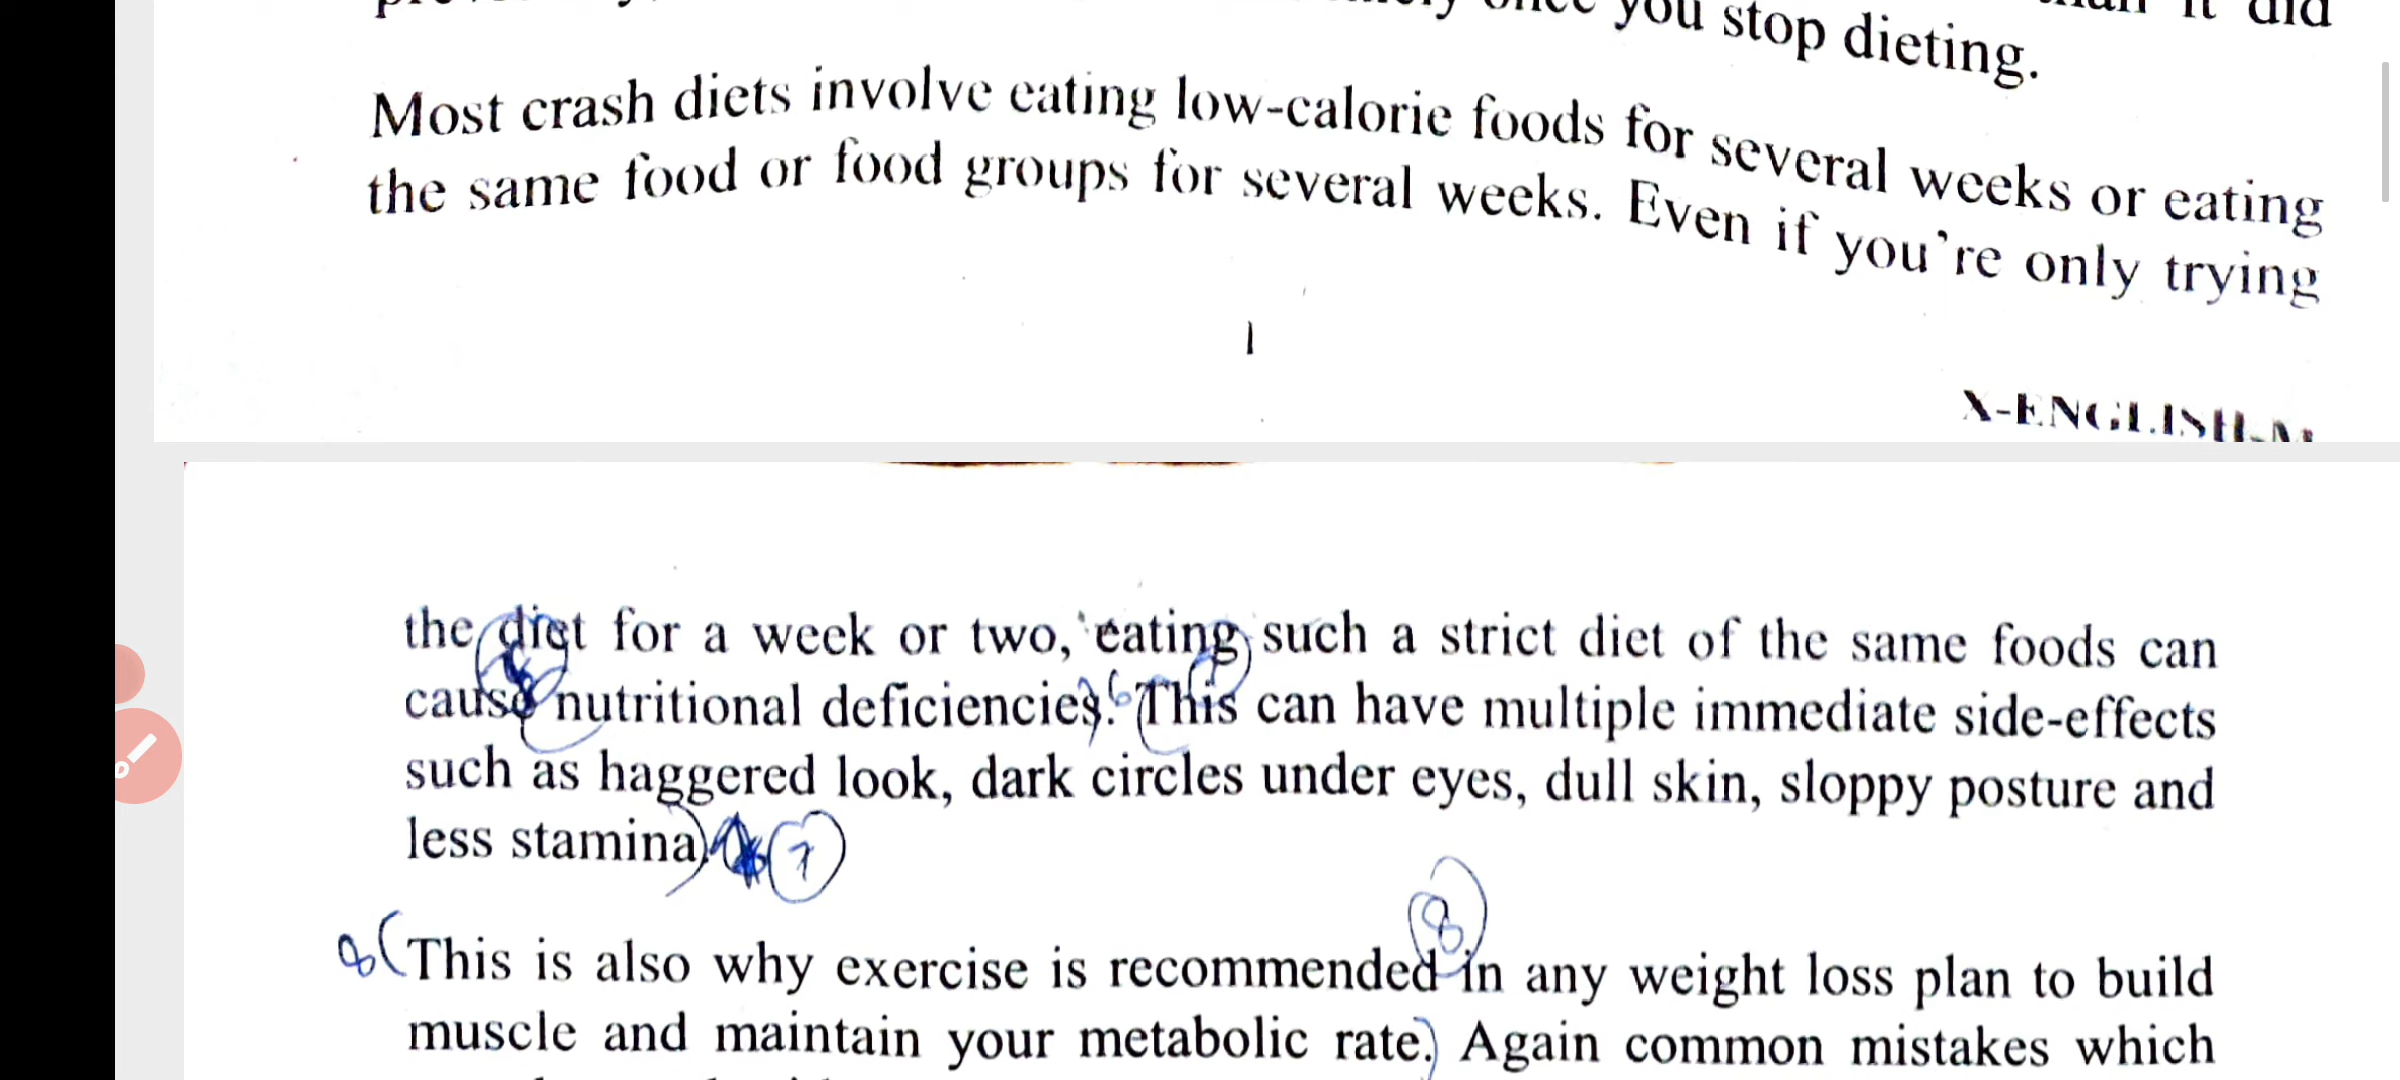 you stop dieting.
Most crash diets involve eating low-calorie foods for several weeks or eating
the same food or food groups for several weeks. Even if you're only trying
1
X-ENGLISH-M
the diet for a week or two, eating such a strict diet of the same foods can
cause nutritional deficiencies. This can have multiple immediate side-effects
such as haggered look, dark circles under eyes, dull skin, sloppy posture and
less stamina. 7
8
8 This is also why exercise is recommended in any weight loss plan to build
muscle and maintain your metabolic rate. Again common mistakes which